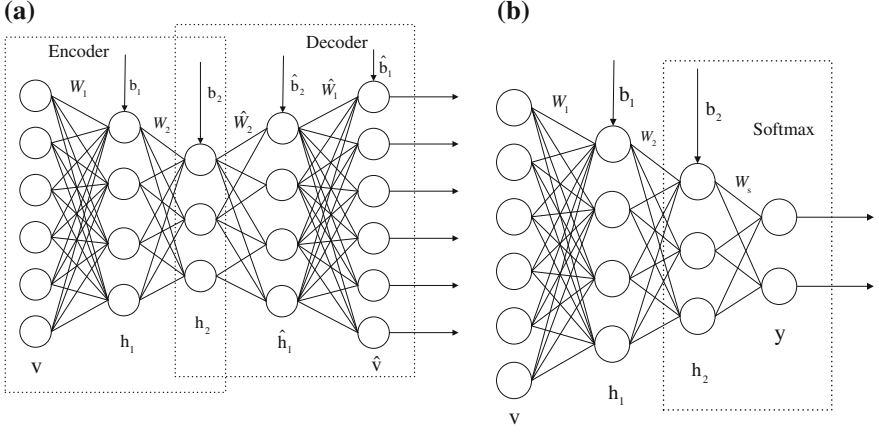 (a)
Encoder
Decoder
W₁
b₁
W₂
b₂
Ŵ₂
b̂₂
Ŵ₁
b̂₁
v
h₁
h₂
ĥ₁
v̂
(b)
W₁
b₁
W₂
b₂
Softmax
Wₛ
v
h₁
h₂
y